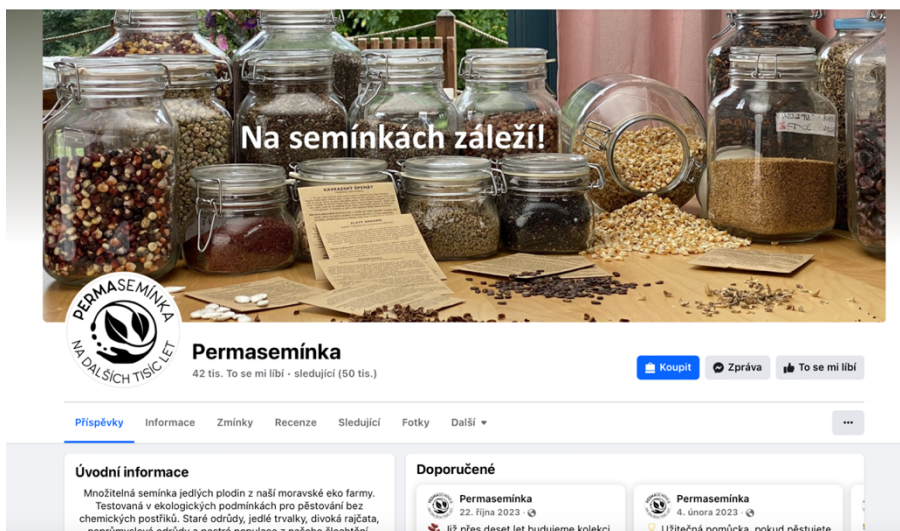 Na semínkách záleží!
KAVKAZSKÝ ŠPENÁT
PERMASEMÍNKA
NA DALŠÍCH TISÍC LET
Permasemínka
42 tis. To se mi líbí · sledující (50 tis.)
Koupit
Zpráva
To se mi líbí
Příspěvky
Informace
Zmínky
Recenze
Sledující
Fotky
Další
Úvodní informace
Množitelná semínka jedlých plodin z naší moravské eko farmy.
Testovaná v ekologických podmínkách pro pěstování bez
chemických postřiků. Staré odrůdy, jedlé trvalky, divoká rajčata,
Doporučené
Permasemínka
22. října 2023
Již přes deset let budujeme kolekci
Permasemínka
4. února 2023
Užitečná pomůcka, pokud pěstujete